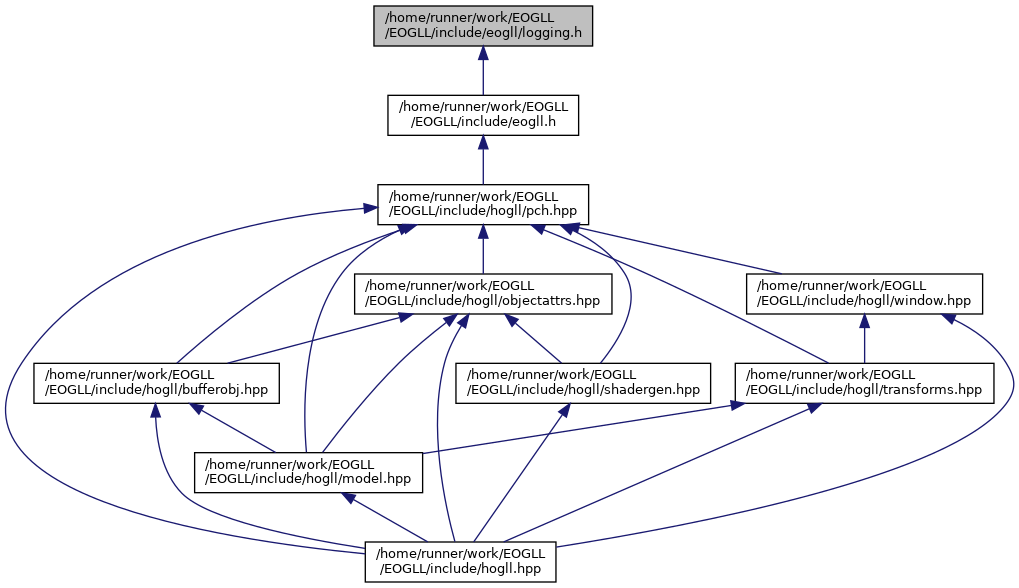 /home/runner/work/EOGLL
/EOGLL/include/eogll/logging.h
/home/runner/work/EOGLL
/EOGLL/include/eogll.h
/home/runner/work/EOGLL
/EOGLL/include/hogll/pch.hpp
/home/runner/work/EOGLL
/EOGLL/include/hogll/objectattrs.hpp
/home/runner/work/EOGLL
/EOGLL/include/hogll/window.hpp
/home/runner/work/EOGLL
/EOGLL/include/hogll/bufferobj.hpp
/home/runner/work/EOGLL
/EOGLL/include/hogll/shadergen.hpp
/home/runner/work/EOGLL
/EOGLL/include/hogll/transforms.hpp
/home/runner/work/EOGLL
/EOGLL/include/hogll/model.hpp
/home/runner/work/EOGLL
/EOGLL/include/hogll.hpp